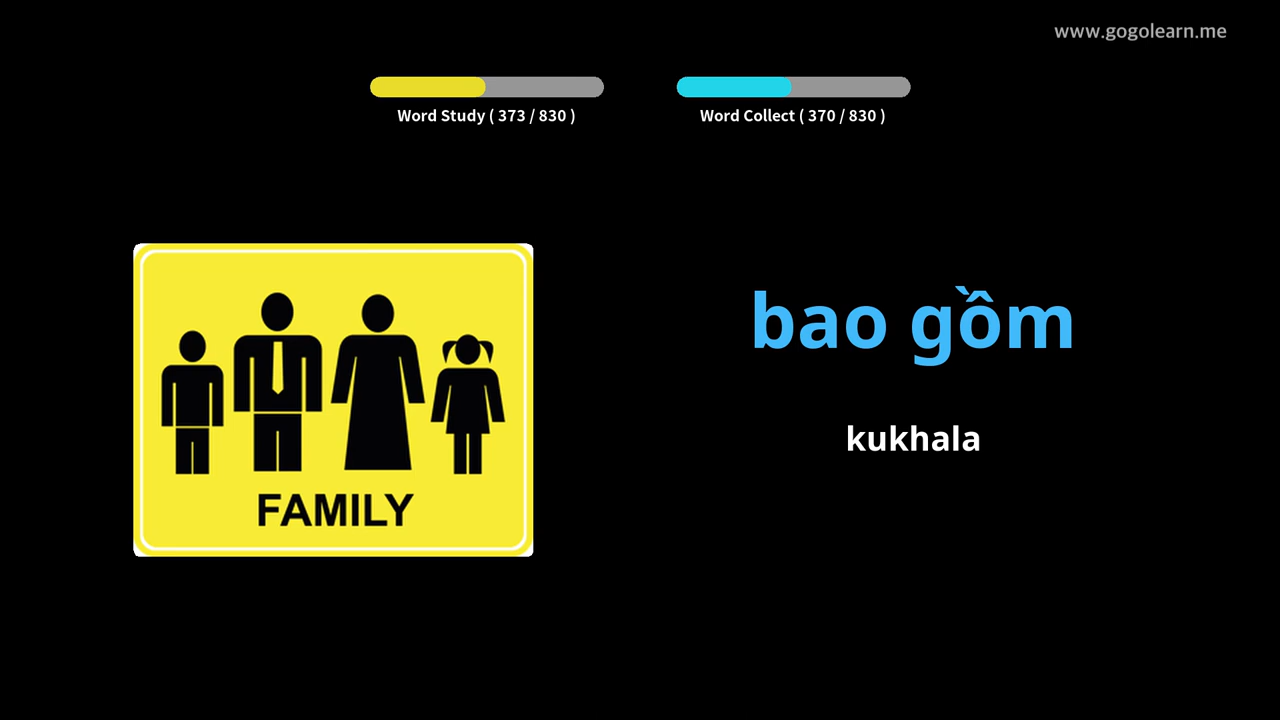 www.gogolearn.me
Word Study ( 373 / 830 )
Word Collect ( 370 / 830 )
bao gồm
kukhala
FAMILY